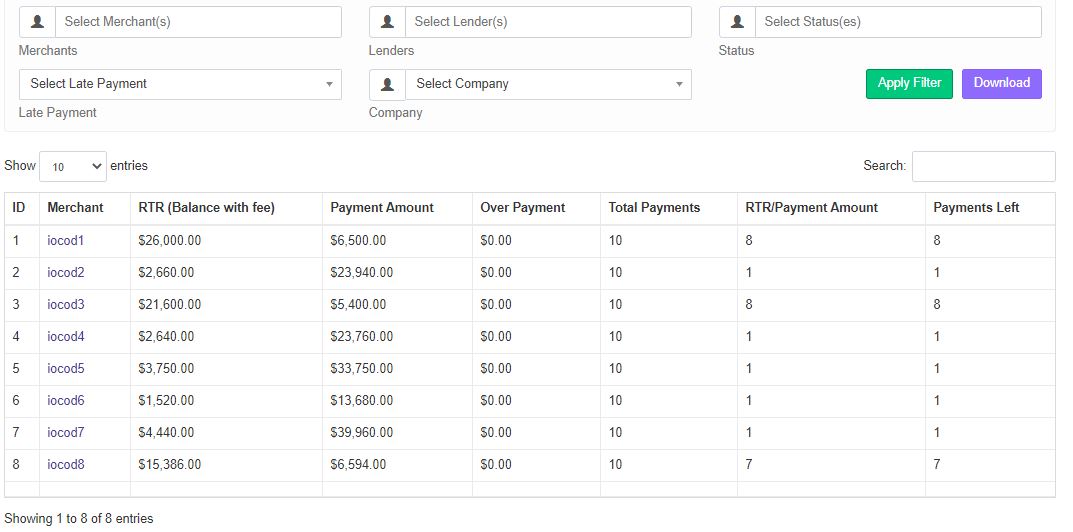 Select Merchant(s) Select Lender(s) Select Status(es)
Merchants Lenders Status
Select Late Payment Select Company Apply Filter Download
Late Payment Company
Show 10 entries Search:
ID Merchant RTR (Balance with fee) Payment Amount Over Payment Total Payments RTR/Payment Amount Payments Left
1 iocod1 $26,000.00 $6,500.00 $0.00 10 8 8
2 iocod2 $2,660.00 $23,940.00 $0.00 10 1 1
3 iocod3 $21,600.00 $5,400.00 $0.00 10 8 8
4 iocod4 $2,640.00 $23,760.00 $0.00 10 1 1
5 iocod5 $3,750.00 $33,750.00 $0.00 10 1 1
6 iocod6 $1,520.00 $13,680.00 $0.00 10 1 1
7 iocod7 $4,440.00 $39,960.00 $0.00 10 1 1
8 iocod8 $15,386.00 $6,594.00 $0.00 10 7 7
Showing 1 to 8 of 8 entries